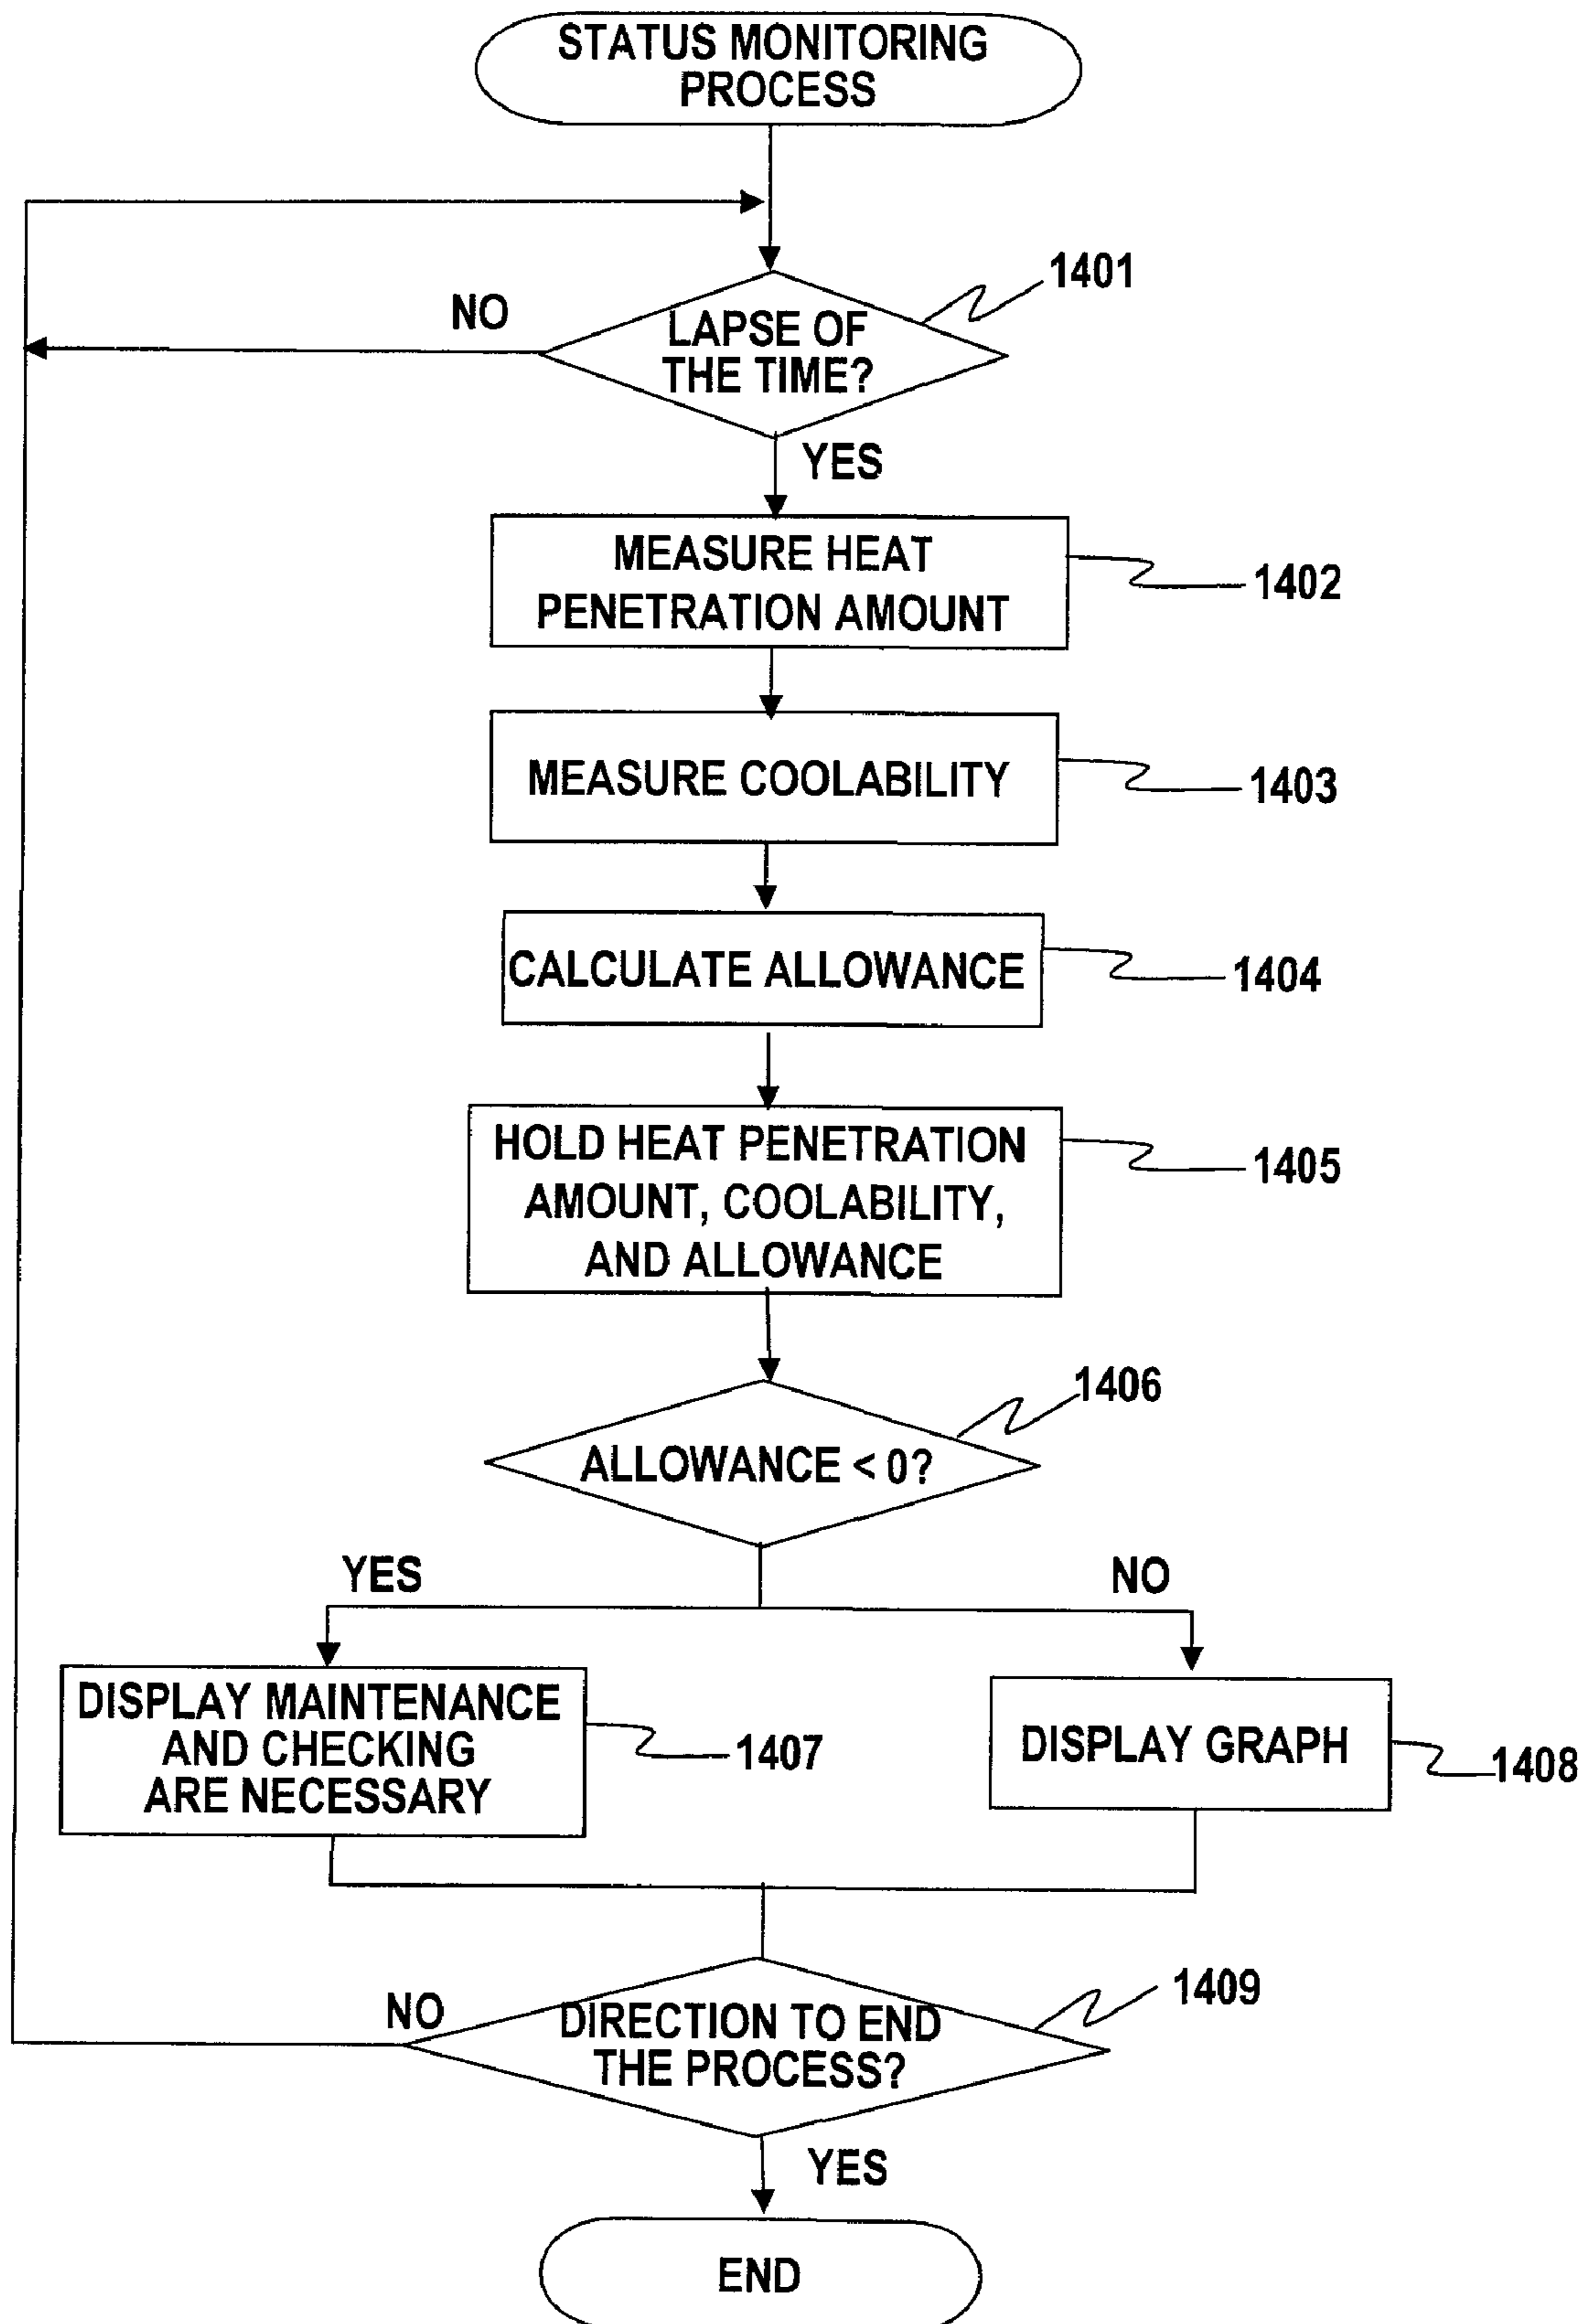 STATUS MONITORING
PROCESS
1401
NO
LAPSE OF
THE TIME?
YES
MEASURE HEAT
PENETRATION AMOUNT
1402
MEASURE COOLABILITY
1403
CALCULATE ALLOWANCE
1404
HOLD HEAT PENETRATION
AMOUNT, COOLABILITY,
AND ALLOWANCE
1405
1406
ALLOWANCE < 0?
YES
NO
DISPLAY MAINTENANCE
AND CHECKING
ARE NECESSARY
1407
DISPLAY GRAPH
1408
1409
NO
DIRECTION TO END
THE PROCESS?
YES
END